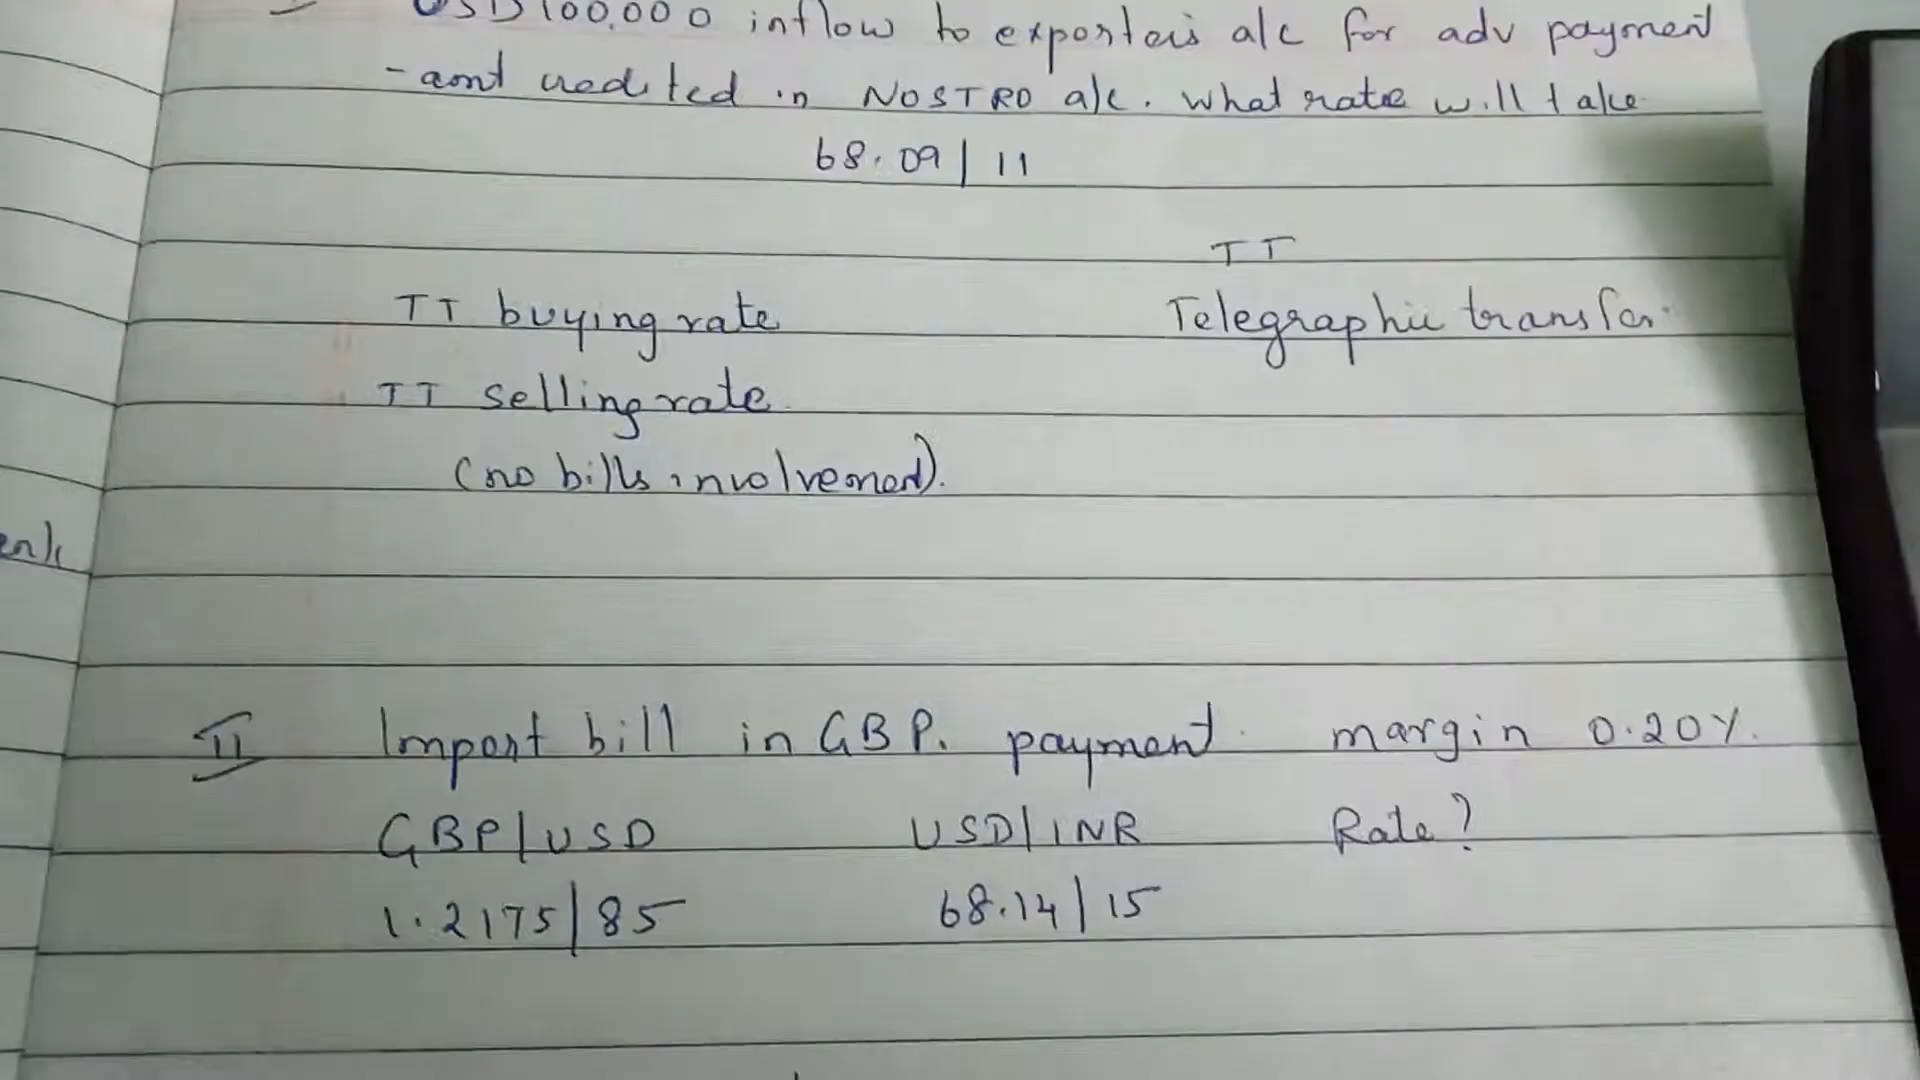 USD 100,000 inflow to exporters a/c for adv payment
- amt credited in NOSTRO a/c. What rate will take
68.09 | 11
TT
TT buying rate Telegraphic transfer
TT selling rate
(no bills involvement).
II Import bill in GBP. payment margin 0.20%.
GBP/USD USD/INR Rate?
1.2175/85 68.14/15